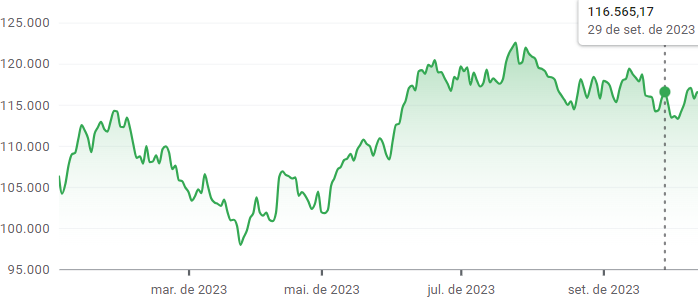 116.565,17
29 de set. de 2023
125.000
120.000
115.000
110.000
105.000
100.000
95.000
mar. de 2023
mai. de 2023
jul. de 2023
set. de 2023